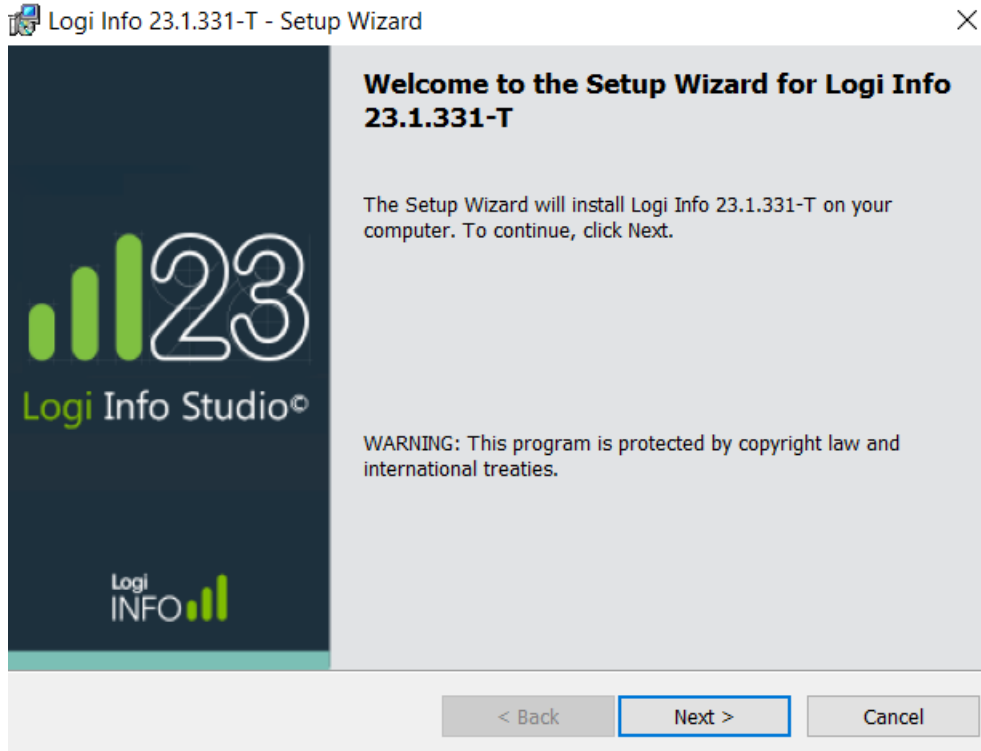 Logi Info 23.1.331-T - Setup Wizard
Welcome to the Setup Wizard for Logi Info
23.1.331-T
The Setup Wizard will install Logi Info 23.1.331-T on your
computer. To continue, click Next.
23
Logi Info Studio©
WARNING: This program is protected by copyright law and
international treaties.
Logi
INFO
< Back
Next >
Cancel